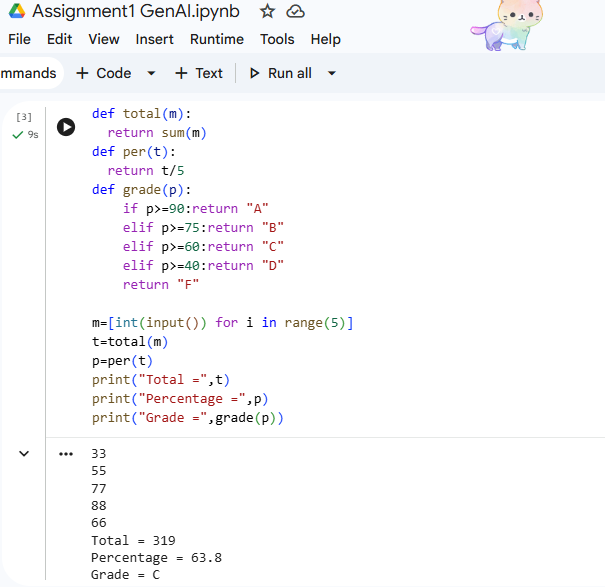 Assignment1 GenAI.ipynb
File Edit View Insert Runtime Tools Help
mmands + Code + Text Run all
[3]
9s
def total(m):
  return sum(m)
def per(t):
  return t/5
def grade(p):
    if p>=90:return "A"
    elif p>=75:return "B"
    elif p>=60:return "C"
    elif p>=40:return "D"
    return "F"

m=[int(input()) for i in range(5)]
t=total(m)
p=per(t)
print("Total =",t)
print("Percentage =",p)
print("Grade =",grade(p))
33
55
77
88
66
Total = 319
Percentage = 63.8
Grade = C